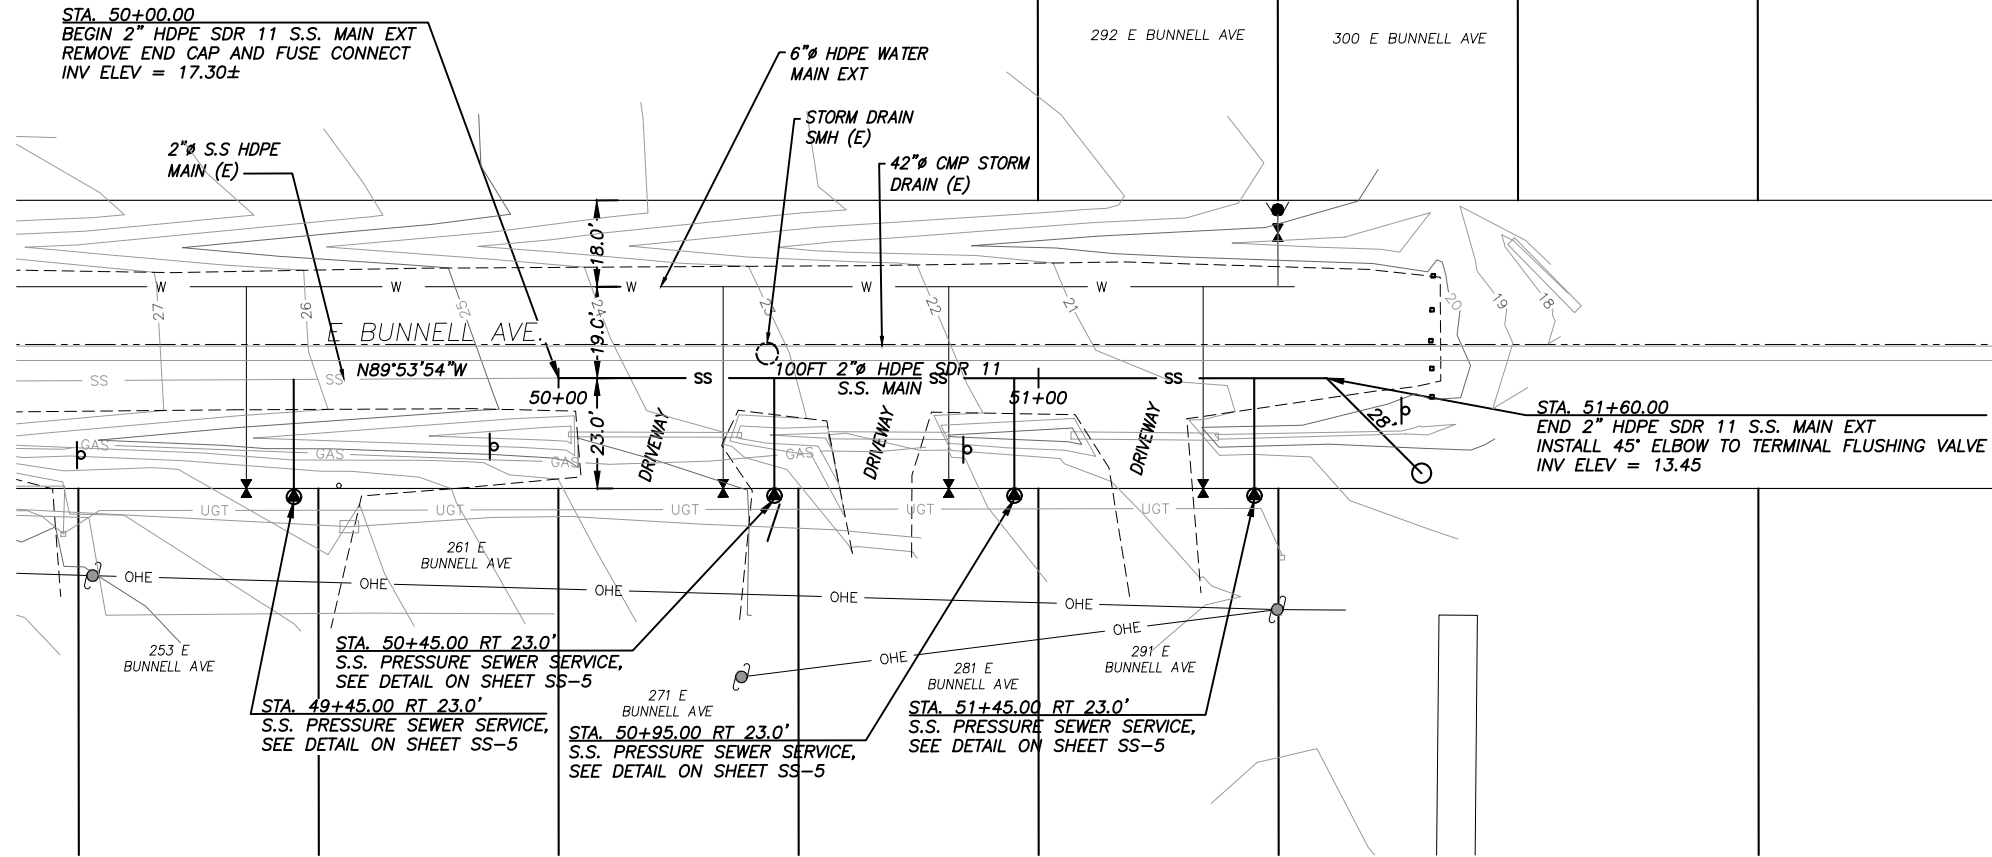 STA. 50+00.00
BEGIN 2" HDPE SDR 11 S.S. MAIN EXT
REMOVE END CAP AND FUSE CONNECT
INV ELEV = 17.30±
6"ø HDPE WATER
MAIN EXT
292 E BUNNELL AVE
300 E BUNNELL AVE
STORM DRAIN
SMH (E)
2"ø S.S HDPE
MAIN (E)
42"ø CMP STORM
DRAIN (E)
18.0'
W
W
W
W
W
27
26
25
24
23
22
21
20
19
18
E BUNNELL AVE.
19.0'
N89°53'54"W
SS
SS
SS
SS
SS
100FT 2"ø HDPE SDR 11
S.S. MAIN
50+00
51+00
23.0'
DRIVEWAY
DRIVEWAY
DRIVEWAY
28'
STA. 51+60.00
END 2" HDPE SDR 11 S.S. MAIN EXT
INSTALL 45° ELBOW TO TERMINAL FLUSHING VALVE
INV ELEV = 13.45
GAS
GAS
GAS
GAS
UGT
UGT
UGT
UGT
UGT
261 E
BUNNELL AVE
OHE
OHE
OHE
OHE
OHE
OHE
OHE
253 E
BUNNELL AVE
STA. 50+45.00 RT 23.0'
S.S. PRESSURE SEWER SERVICE,
SEE DETAIL ON SHEET SS-5
291 E
BUNNELL AVE
281 E
BUNNELL AVE
271 E
BUNNELL AVE
STA. 49+45.00 RT 23.0'
S.S. PRESSURE SEWER SERVICE,
SEE DETAIL ON SHEET SS-5
STA. 50+95.00 RT 23.0'
S.S. PRESSURE SEWER SERVICE,
SEE DETAIL ON SHEET SS-5
STA. 51+45.00 RT 23.0'
S.S. PRESSURE SEWER SERVICE,
SEE DETAIL ON SHEET SS-5